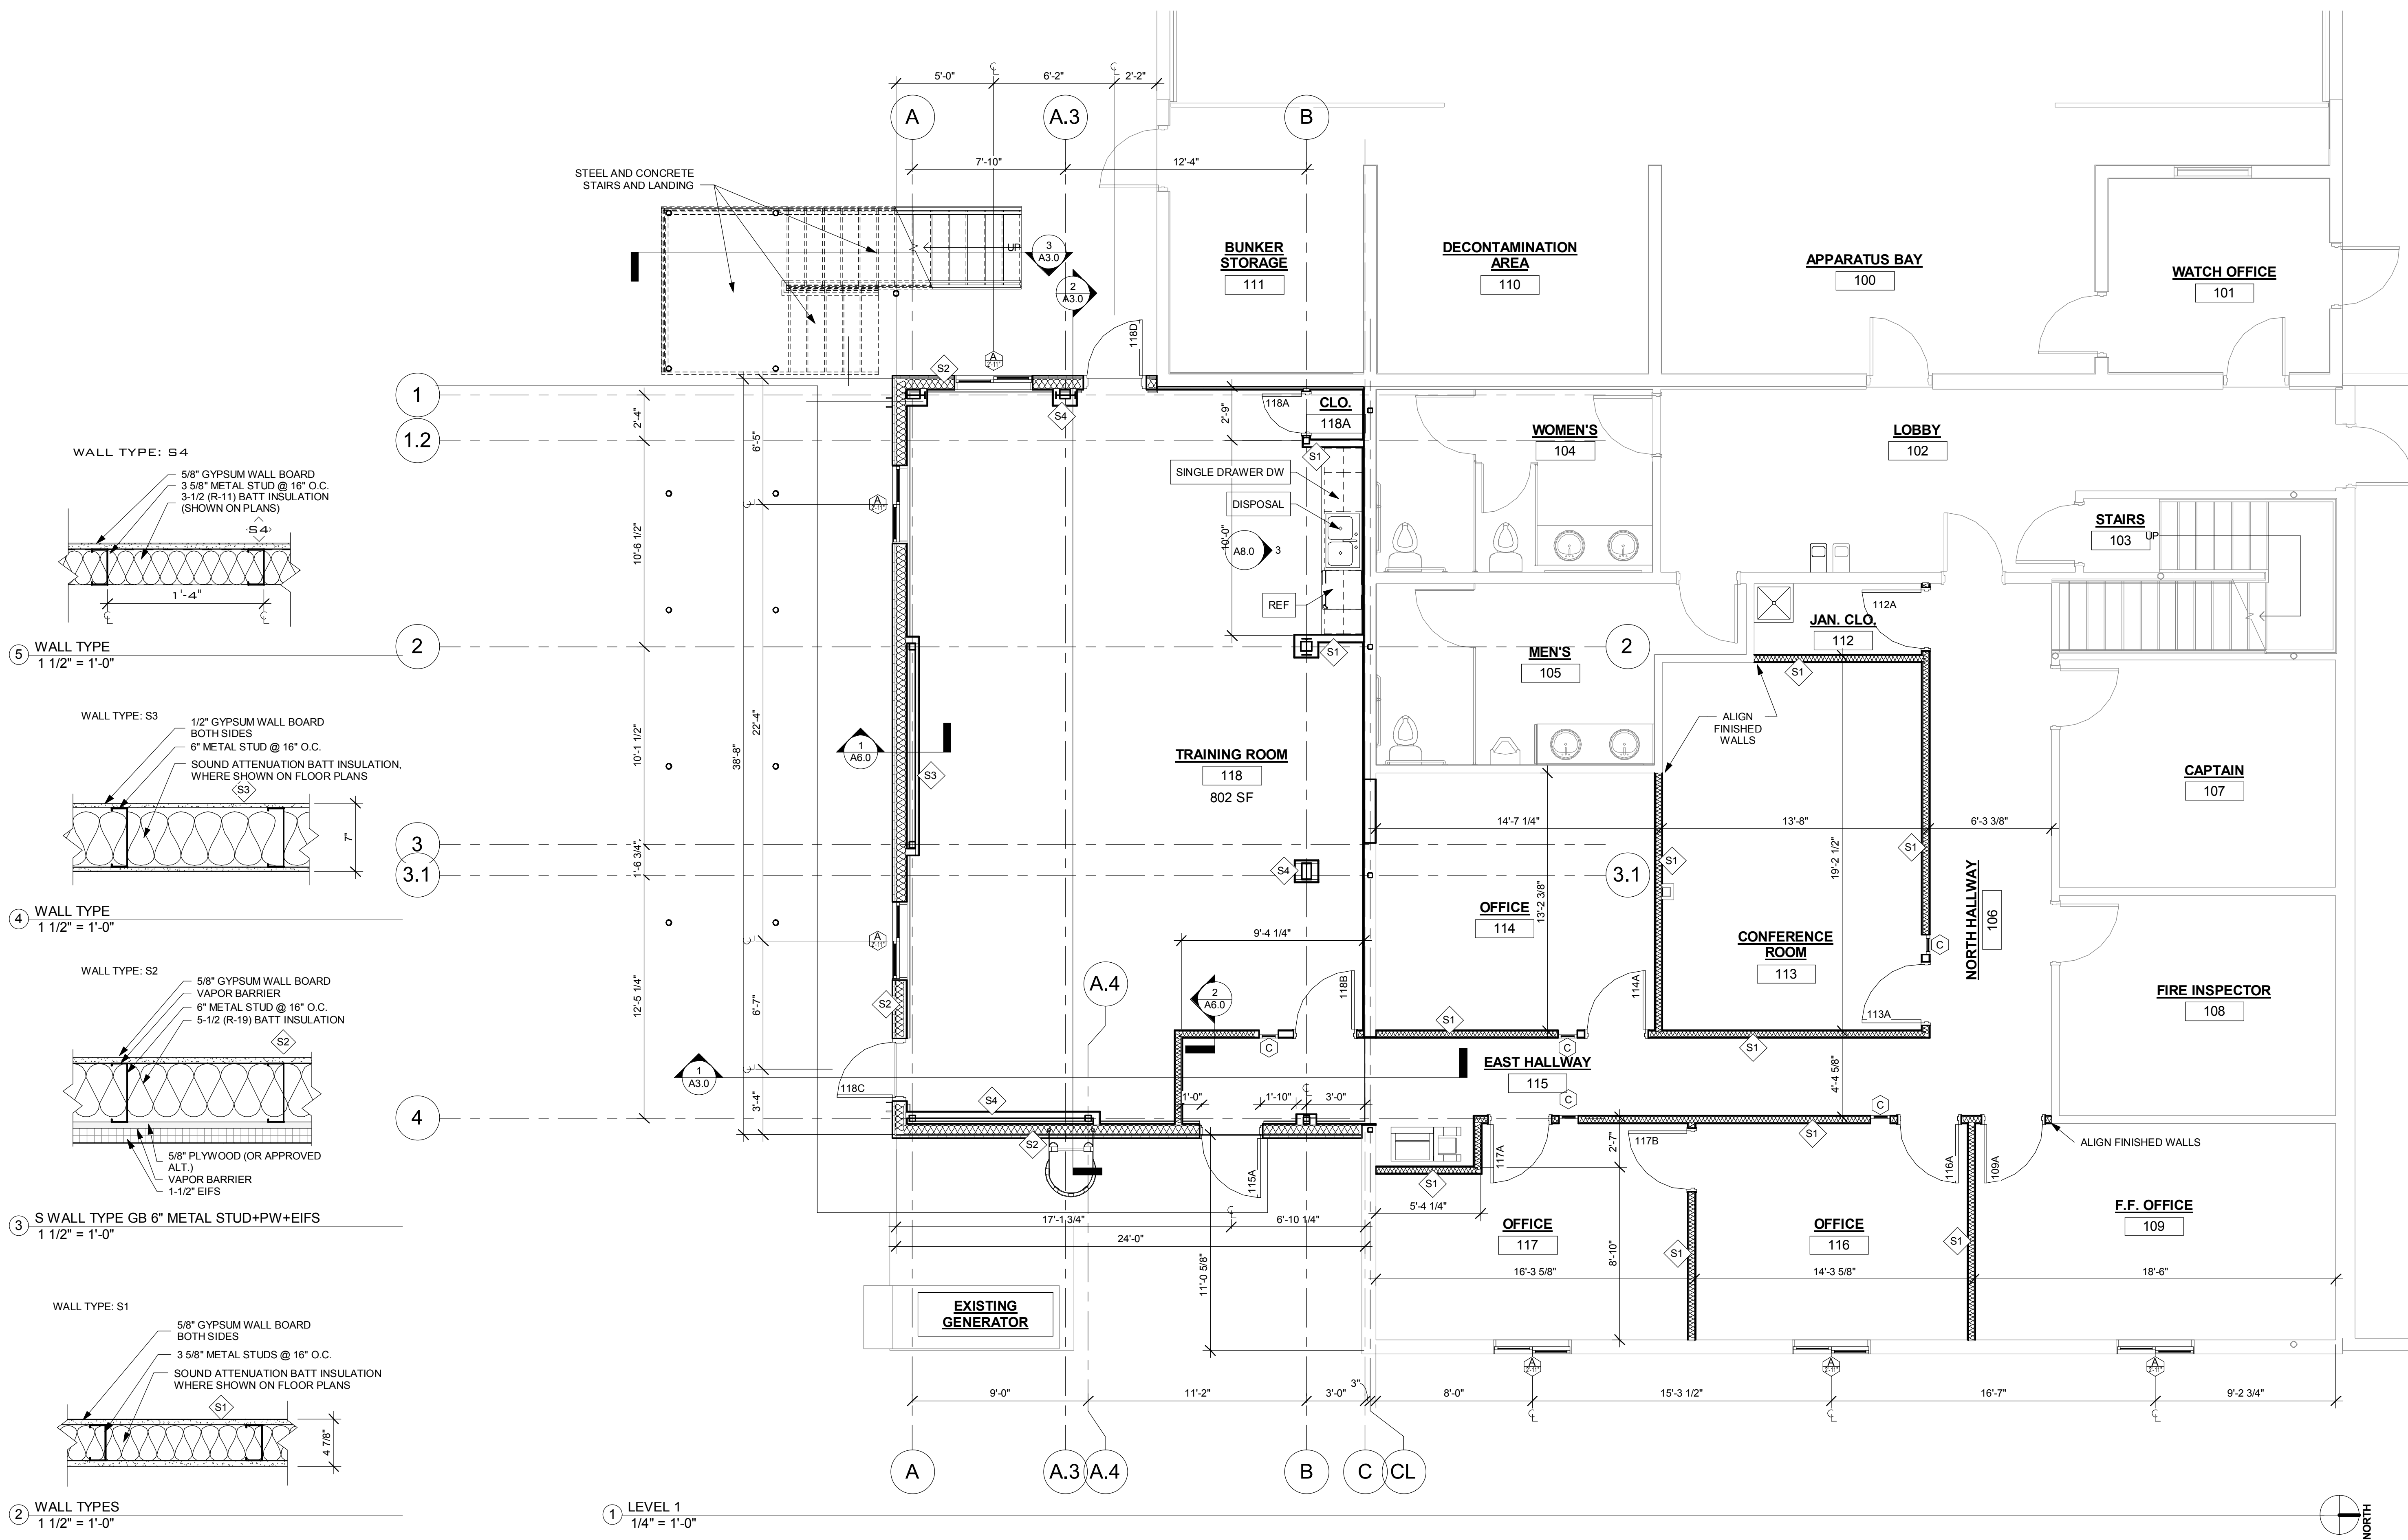 5'-0"
6'-2"
2'-2"
A
A.3
B
7'-10"
12'-4"
STEEL AND CONCRETE
STAIRS AND LANDING
UP
3
A3.0
2
A3.0
118D
A
2'-11"
S2
S4
BUNKER
STORAGE
111
DECONTAMINATION
AREA
110
APPARATUS BAY
100
WATCH OFFICE
101
1
1.2
2
3
3.1
4
2'-4"
10'-6 1/2"
10'-1 1/2"
1'-6 3/4"
12'-5 1/4"
38'-8"
6'-5"
22'-4"
6'-7"
3'-4"
A
2'-11"
A
2'-11"
2'-9"
118A
CLO.
118A
S1
SINGLE DRAWER DW
DISPOSAL
10'-0"
A8.0
3
REF
S1
WOMEN'S
104
LOBBY
102
STAIRS
103
UP
MEN'S
105
2
JAN. CLO.
112
112A
S1
ALIGN
FINISHED
WALLS
1
A6.0
S3
TRAINING ROOM
118
802 SF
S4
3.1
14'-7 1/4"
13'-8"
6'-3 3/8"
13'-2 3/8"
19'-2 1/2"
S1
S1
OFFICE
114
CONFERENCE
ROOM
113
C
NORTH HALLWAY
106
CAPTAIN
107
FIRE INSPECTOR
108
9'-4 1/4"
A.4
2
A6.0
118B
114A
113A
S2
S1
S1
C
C
EAST HALLWAY
115
C
C
4'-4 5/8"
1
A3.0
118C
S4
1'-0"
1'-10"
3'-0"
S2
115A
117A
117B
2'-7"
S1
116A
109A
ALIGN FINISHED WALLS
S1
5'-4 1/4"
17'-1 3/4"
6'-10 1/4"
24'-0"
11'-0 5/8"
OFFICE
117
OFFICE
116
F.F. OFFICE
109
S1
S1
8'-10"
16'-3 5/8"
14'-3 5/8"
18'-6"
EXISTING
GENERATOR
A
2'-11"
A
2'-11"
A
2'-11"
9'-0"
11'-2"
3'-0"
3"
8'-0"
15'-3 1/2"
16'-7"
9'-2 3/4"
A
A.3
A.4
B
C
CL
1
LEVEL 1
1/4" = 1'-0"
NORTH
WALL TYPE: S4
5/8" GYPSUM WALL BOARD
3 5/8" METAL STUD @ 16" O.C.
3-1/2 (R-11) BATT INSULATION
(SHOWN ON PLANS)
S4
1'-4"
5
WALL TYPE
1 1/2" = 1'-0"
WALL TYPE: S3
1/2" GYPSUM WALL BOARD
BOTH SIDES
6" METAL STUD @ 16" O.C.
SOUND ATTENUATION BATT INSULATION,
WHERE SHOWN ON FLOOR PLANS
S3
7"
4
WALL TYPE
1 1/2" = 1'-0"
WALL TYPE: S2
5/8" GYPSUM WALL BOARD
VAPOR BARRIER
6" METAL STUD @ 16" O.C.
5-1/2 (R-19) BATT INSULATION
S2
5/8" PLYWOOD (OR APPROVED
ALT.)
VAPOR BARRIER
1-1/2" EIFS
3
S WALL TYPE GB 6" METAL STUD+PW+EIFS
1 1/2" = 1'-0"
WALL TYPE: S1
5/8" GYPSUM WALL BOARD
BOTH SIDES
3 5/8" METAL STUDS @ 16" O.C.
SOUND ATTENUATION BATT INSULATION
WHERE SHOWN ON FLOOR PLANS
S1
4 7/8"
2
WALL TYPES
1 1/2" = 1'-0"